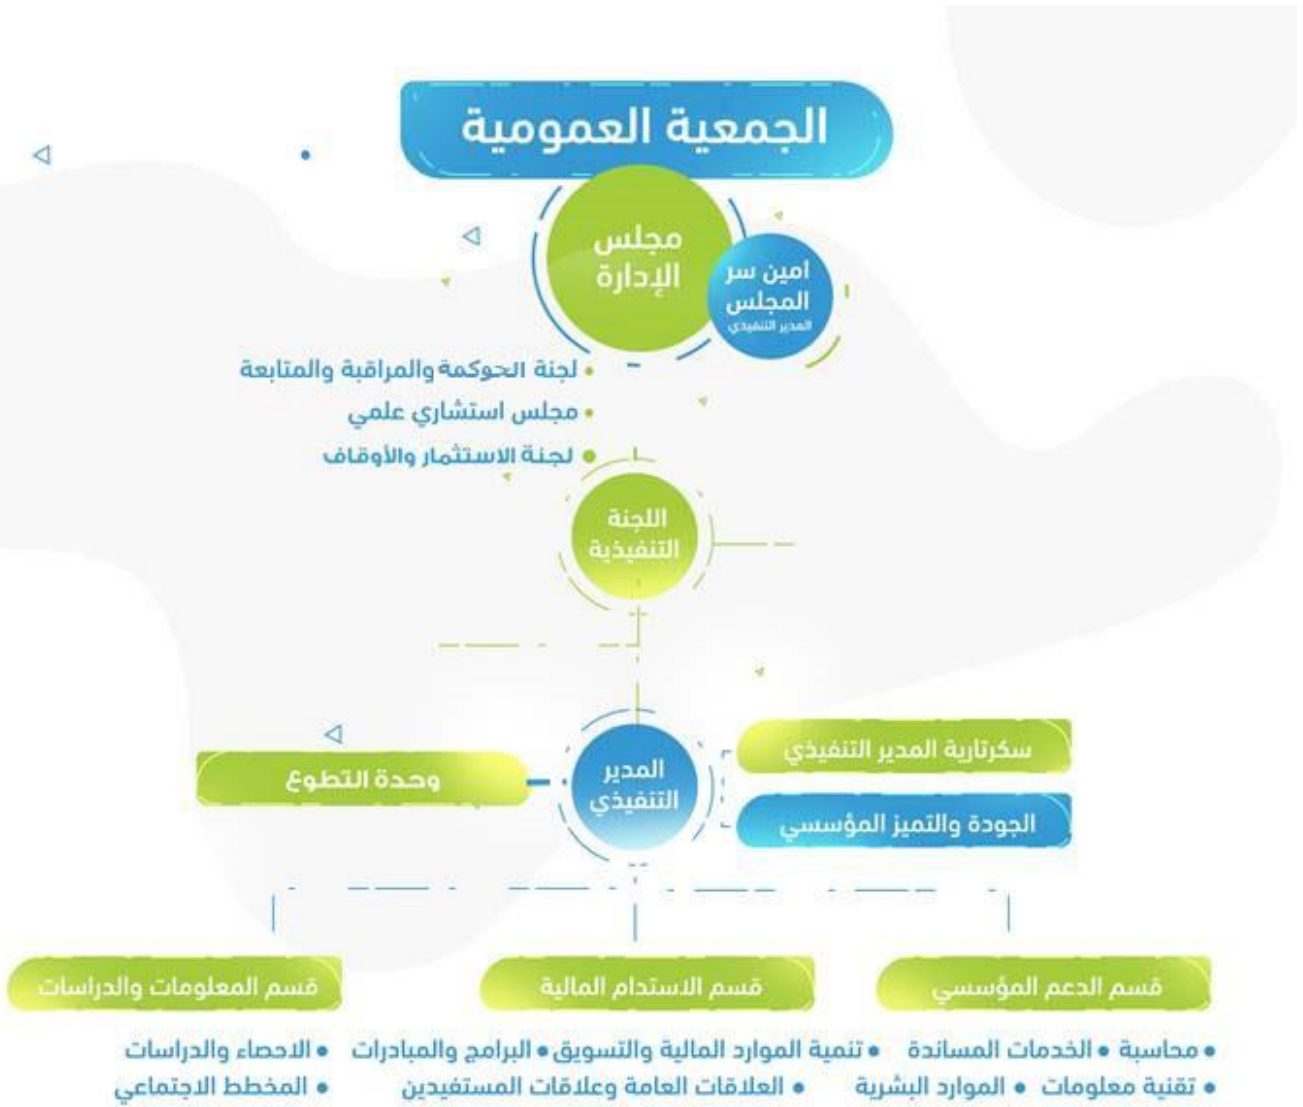 الجمعية العمومية
مجلس
الإدارة
امين سر
المجلس
المدير التنفيذي
• لجنة الحوكمة والمراقبة والمتابعة
• مجلس استشاري علمي
• لجنة الاستثمار والأوقاف
اللجنة
التنفيذية
سكرتارية المدير التنفيذي
المدير
التنفيذي
وحدة التطوع
الجودة والتميز المؤسسي
قسم الدعم المؤسسي
• محاسبة • الخدمات المساندة
• تقنية معلومات • الموارد البشرية
قسم الاستدام المالية
• تنمية الموارد المالية والتسويق • البرامج والمبادرات
• العلاقات العامة وعلاقات المستفيدين
قسم المعلومات والدراسات
• الاحصاء والدراسات
• المخطط الاجتماعي